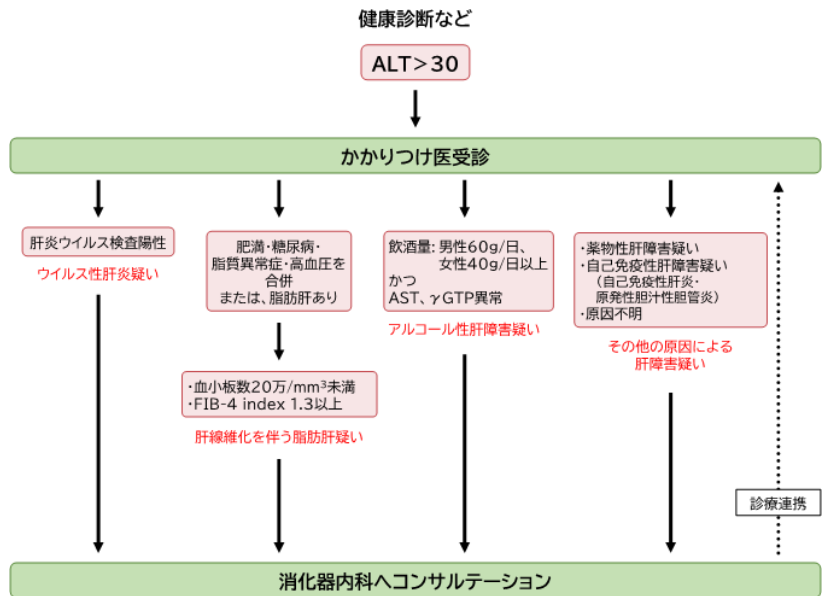 健康診断など
ALT>30
かかりつけ医受診
肝炎ウイルス検査陽性
ウイルス性肝炎疑い
肥満・糖尿病・
脂質異常症・高血圧を
合併
または、脂肪肝あり
・血小板数20万/mm³未満
・FIB-4 index 1.3以上
肝線維化を伴う脂肪肝疑い
飲酒量: 男性60g/日、
女性40g/日以上
かつ
AST、γGTP異常
アルコール性肝障害疑い
・薬物性肝障害疑い
・自己免疫性肝障害疑い
（自己免疫性肝炎・
原発性胆汁性胆管炎）
・原因不明
その他の原因による
肝障害疑い
診療連携
消化器内科へコンサルテーション